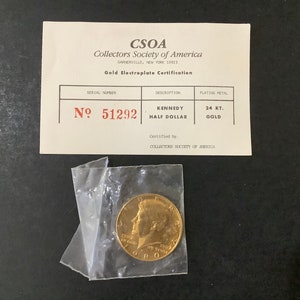 CSOA
Collectors Society of America
Gold Electroplate Certification
SERIAL NUMBER DESCRIPTION PLATING METAL
Nº 51292 KENNEDY HALF DOLLAR 24 KT. GOLD
Certified by
COLLECTORS SOCIETY OF AMERICA